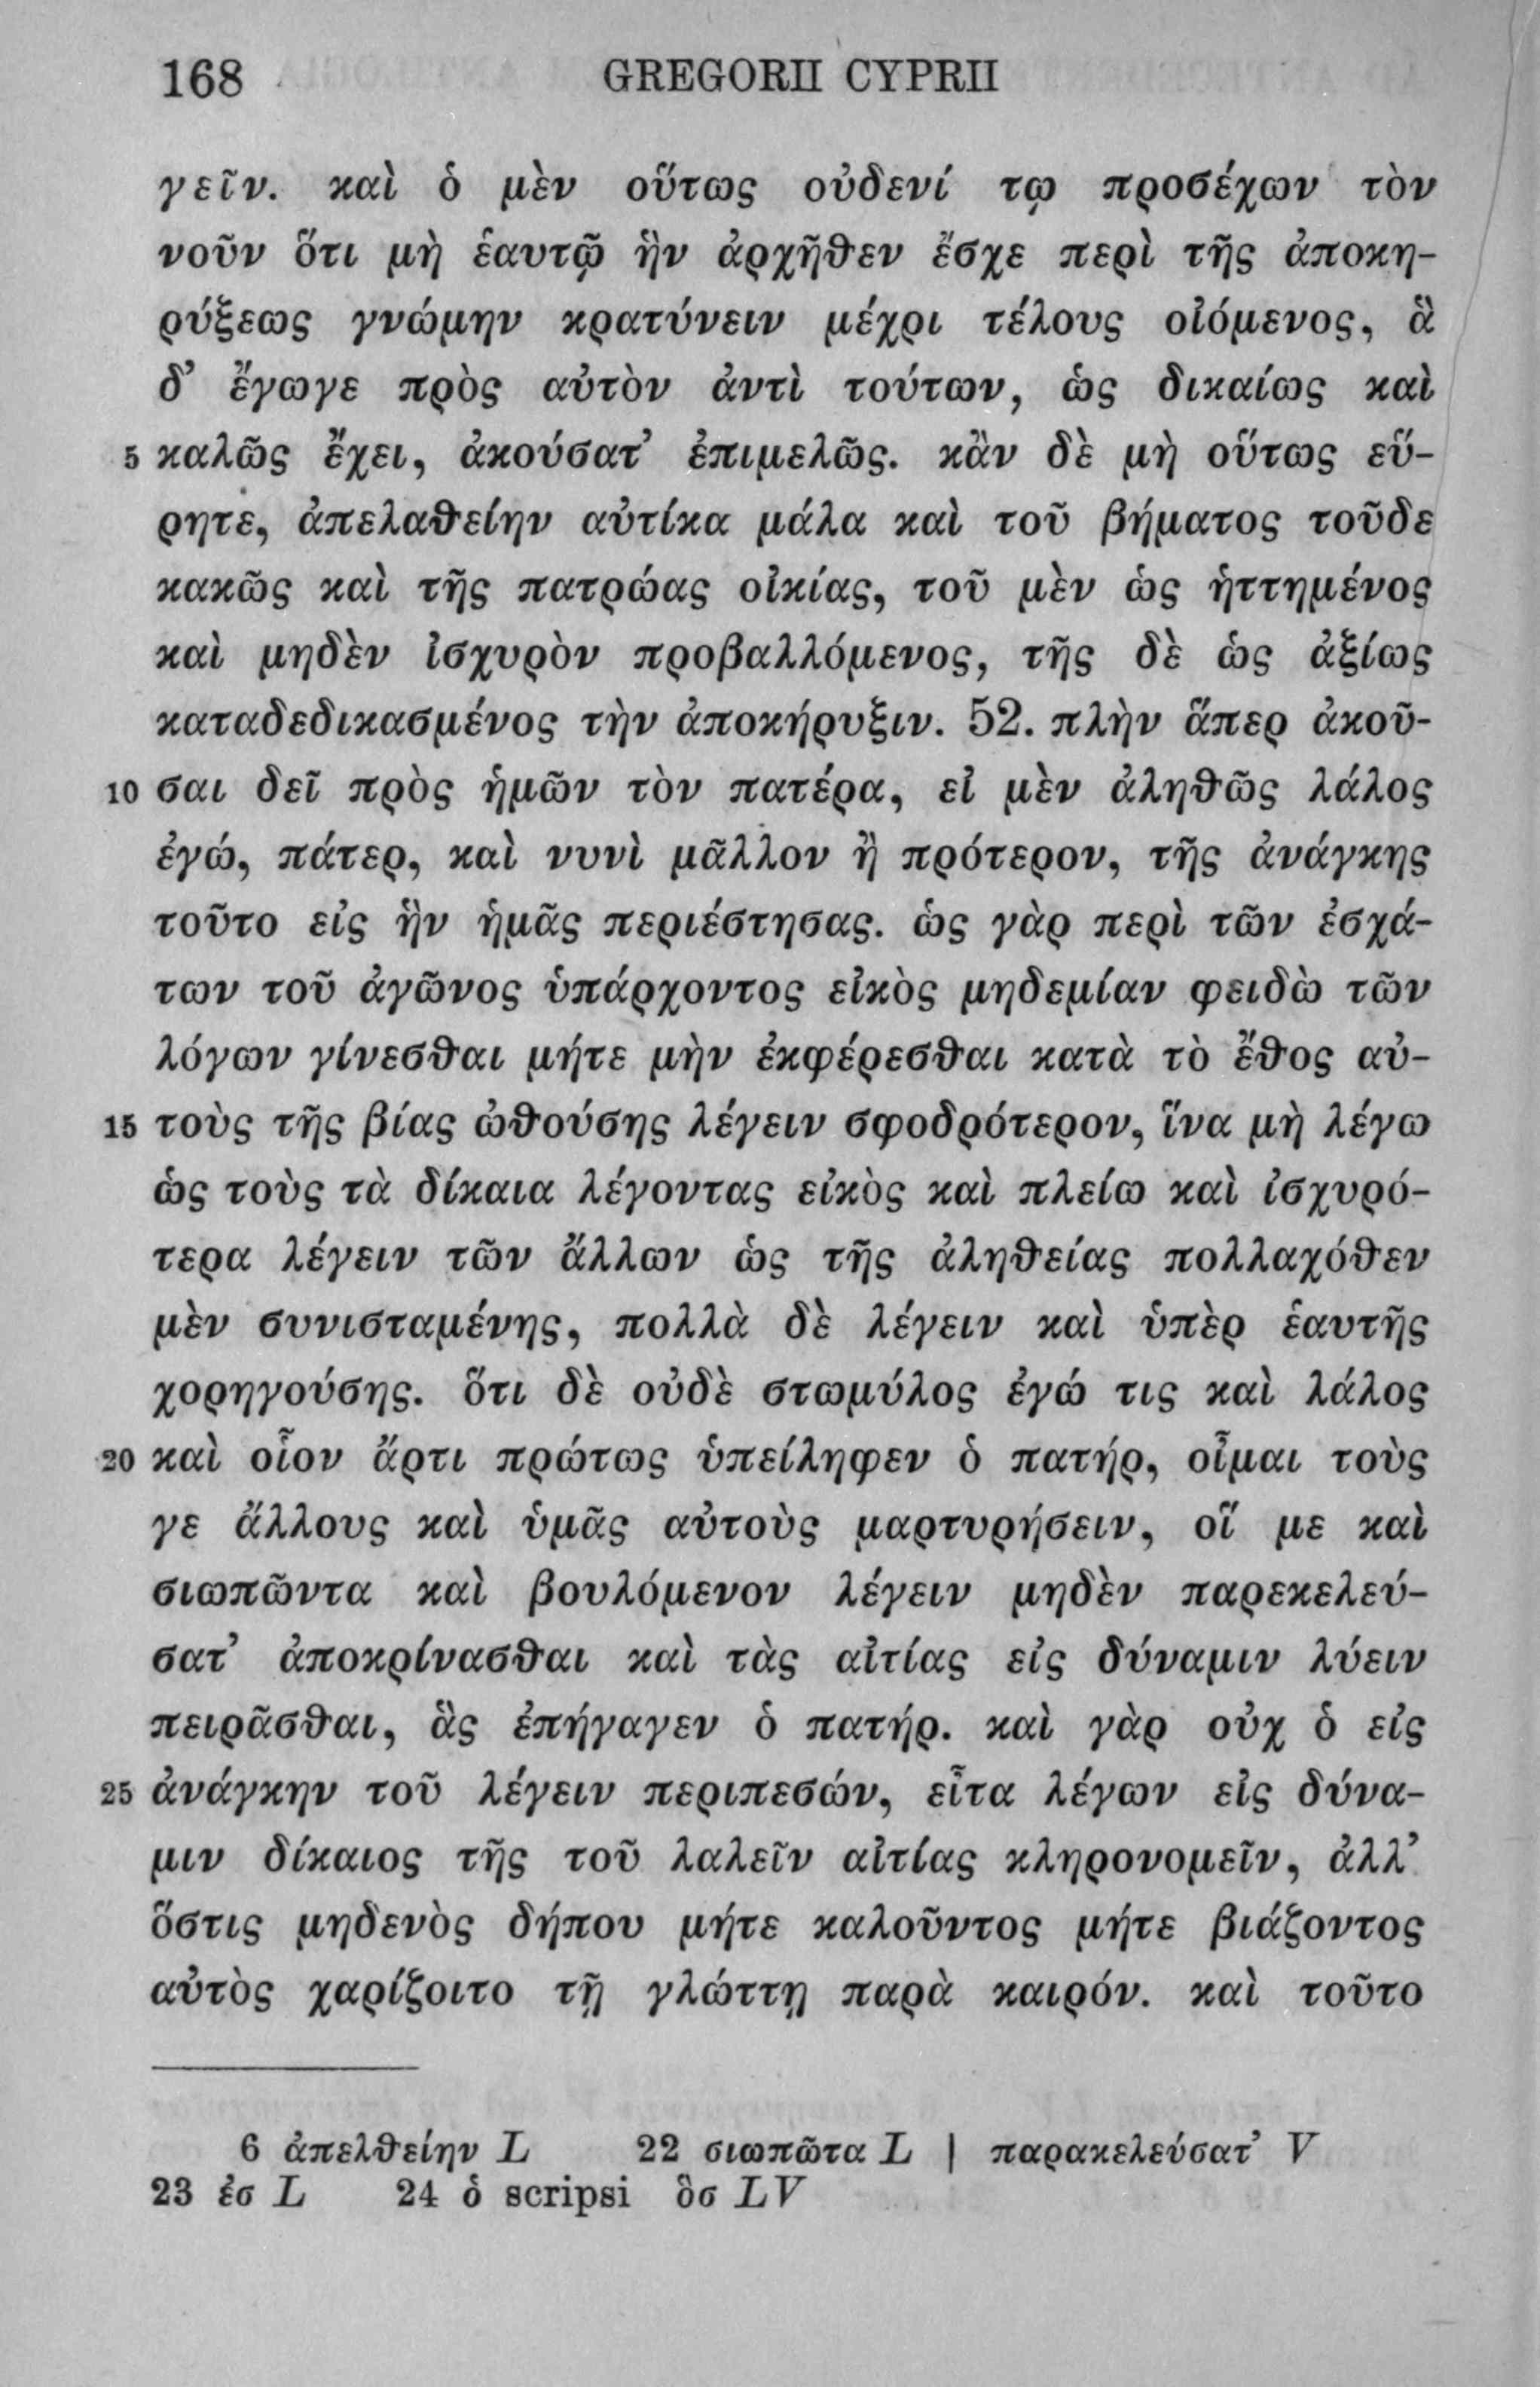 168 GREGORII CYPRII
γεῖν. καὶ ὁ μὲν οὕτως οὐδενί τῳ προσέχων τὸν
νοῦν ὅτι μὴ ἑαυτῷ ἣν ἀρχῆθεν ἔσχε περὶ τῆς ἀποκη-
ρύξεως γνώμην κρατύνειν μέχρι τέλους οἰόμενος, ἃ
δ’ ἔγωγε πρὸς αὐτὸν ἀντὶ τούτων, ὡς δικαίως καὶ
5 καλῶς ἔχει, ἀκούσατ’ ἐπιμελῶς. κἂν δὲ μὴ οὕτως εὕ-
ρητε, ἀπελαθείην αὐτίκα μάλα καὶ τοῦ βήματος τοῦδε
κακῶς καὶ τῆς πατρώας οἰκίας, τοῦ μὲν ὡς ἡττημένος
καὶ μηδὲν ἰσχυρὸν προβαλλόμενος, τῆς δὲ ὡς ἀξίως
καταδεδικασμένος τὴν ἀποκήρυξιν. 52. πλὴν ἅπερ ἀκοῦ-
10 σαι δεῖ πρὸς ἡμῶν τὸν πατέρα, εἰ μὲν ἀληθῶς λάλος
ἐγώ, πάτερ, καὶ νυνὶ μᾶλλον ἢ πρότερον, τῆς ἀνάγκης
τοῦτο εἰς ἣν ἡμᾶς περιέστησας. ὡς γὰρ περὶ τῶν ἐσχά-
των τοῦ ἀγῶνος ὑπάρχοντος εἰκὸς μηδεμίαν φειδὼ τῶν
λόγων γίνεσθαι μήτε μὴν ἐκφέρεσθαι κατὰ τὸ ἔθος αὐ-
15 τοὺς τῆς βίας ὠθούσης λέγειν σφοδρότερον, ἵνα μὴ λέγω
ὡς τοὺς τὰ δίκαια λέγοντας εἰκὸς καὶ πλείω καὶ ἰσχυρό-
τερα λέγειν τῶν ἄλλων ὡς τῆς ἀληθείας πολλαχόθεν
μὲν συνισταμένης, πολλὰ δὲ λέγειν καὶ ὑπὲρ ἑαυτῆς
χορηγούσης. ὅτι δὲ οὐδὲ στωμύλος ἐγώ τις καὶ λάλος
20 καὶ οἷον ἄρτι πρώτως ὑπείληφεν ὁ πατήρ, οἶμαι τοὺς
γε ἄλλους καὶ ὑμᾶς αὐτοὺς μαρτυρήσειν, οἵ με καὶ
σιωπῶντα καὶ βουλόμενον λέγειν μηδὲν παρεκελεύ-
σατ’ ἀποκρίνασθαι καὶ τὰς αἰτίας εἰς δύναμιν λύειν
πειρᾶσθαι, ἃς ἐπήγαγεν ὁ πατήρ. καὶ γὰρ οὐχ ὁ εἰς
25 ἀνάγκην τοῦ λέγειν περιπεσών, εἶτα λέγων εἰς δύνα-
μιν δίκαιος τῆς τοῦ λαλεῖν αἰτίας κληρονομεῖν, ἀλλ’
ὅστις μηδενὸς δήπου μήτε καλοῦντος μήτε βιάζοντος
αὐτὸς χαρίζοιτο τῇ γλώττῃ παρὰ καιρόν. καὶ τοῦτο
6 ἀπελθείην L 22 σιωπῶτα L | παρακελεύσατ’ V
23 ἐσ L 24 ὁ scripsi ὃσ LV